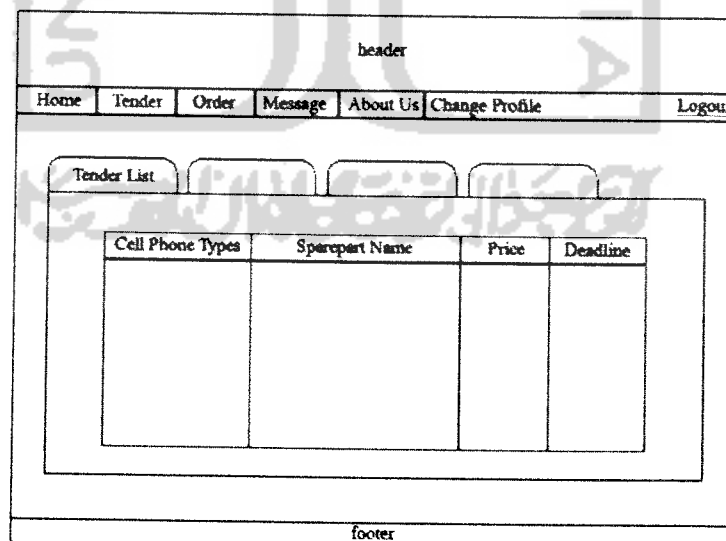 header
Home Tender Order Message About Us Change Profile Logout
Tender List
Cell Phone Types Sparepart Name Price Deadline
footer